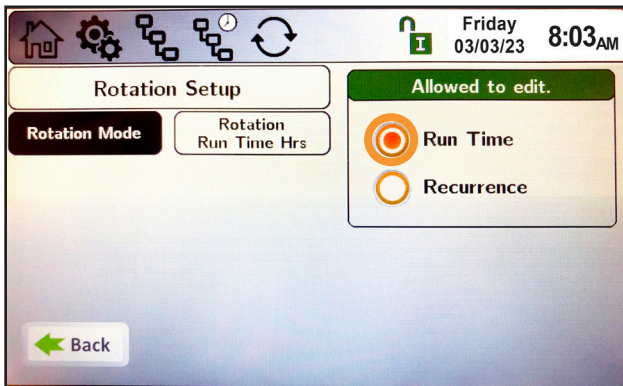 Friday
03/03/23
8:03AM
I
Rotation Setup
Allowed to edit.
Rotation Mode
Rotation
Run Time Hrs
Run Time
Recurrence
Back